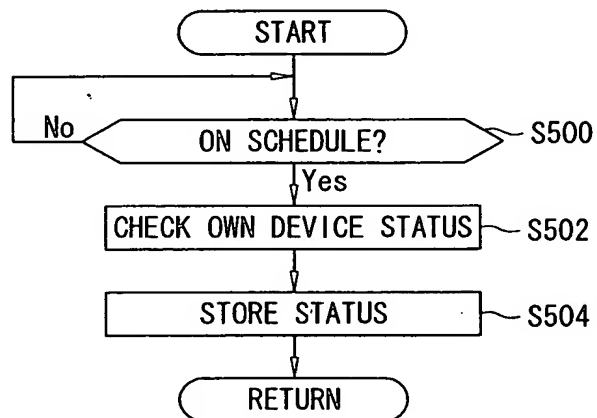 START
No
ON SCHEDULE?
S500
Yes
CHECK OWN DEVICE STATUS
S502
STORE STATUS
S504
RETURN